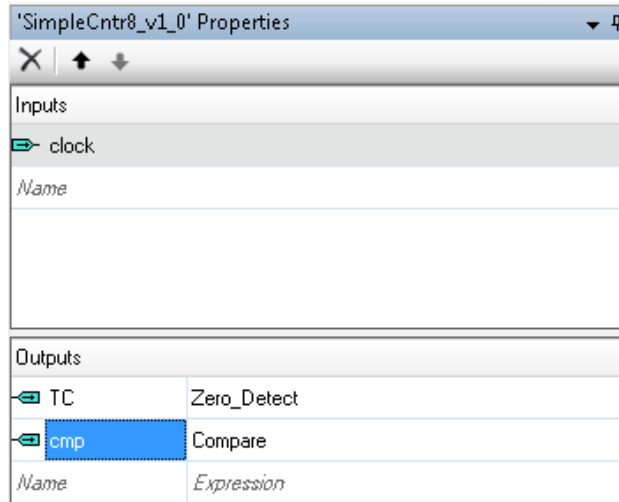 'SimpleCntr8_v1_0' Properties
Inputs
clock
Name
Outputs
TC Zero_Detect
cmp Compare
Name Expression